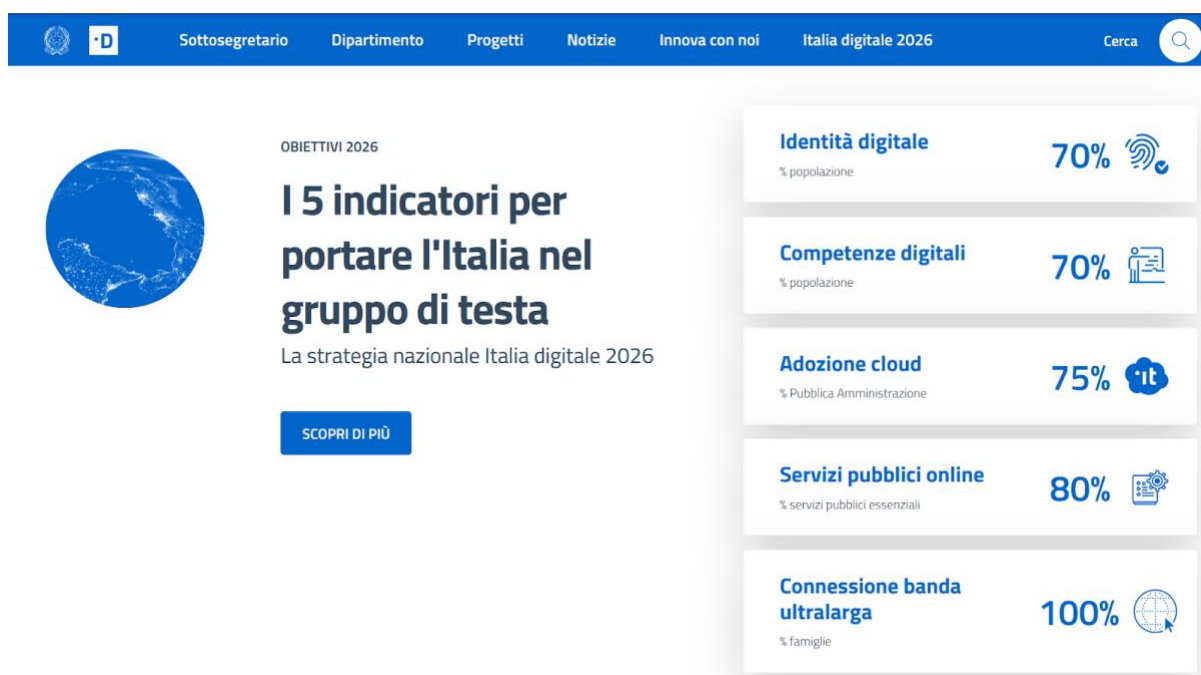 ·D
Sottosegretario
Dipartimento
Progetti
Notizie
Innova con noi
Italia digitale 2026
Cerca
OBIETTIVI 2026
I 5 indicatori per
portare l'Italia nel
gruppo di testa
La strategia nazionale Italia digitale 2026
SCOPRI DI PIÙ
Identità digitale
% popolazione
70%
Competenze digitali
% popolazione
70%
Adozione cloud
% Pubblica Amministrazione
75%
·it
Servizi pubblici online
% servizi pubblici essenziali
80%
Connessione banda
ultralarga
% famiglie
100%